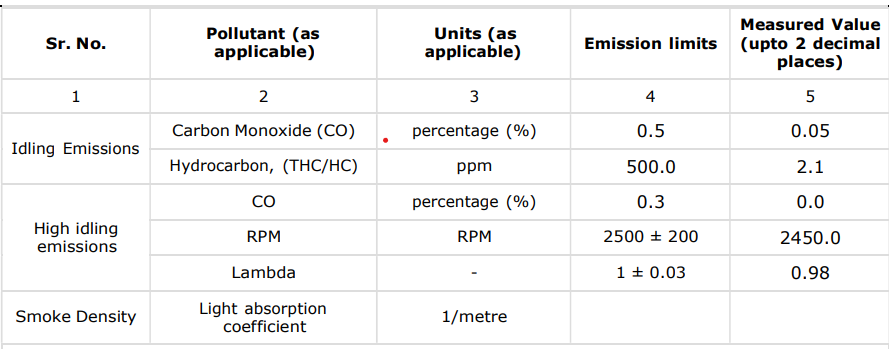 Sr. No. Pollutant (as applicable) Units (as applicable) Emission limits Measured Value (upto 2 decimal places)
1 2 3 4 5
Idling Emissions Carbon Monoxide (CO) percentage (%) 0.5 0.05
Hydrocarbon, (THC/HC) ppm 500.0 2.1
High idling emissions CO percentage (%) 0.3 0.0
RPM RPM 2500 ± 200 2450.0
Lambda - 1 ± 0.03 0.98
Smoke Density Light absorption coefficient 1/metre